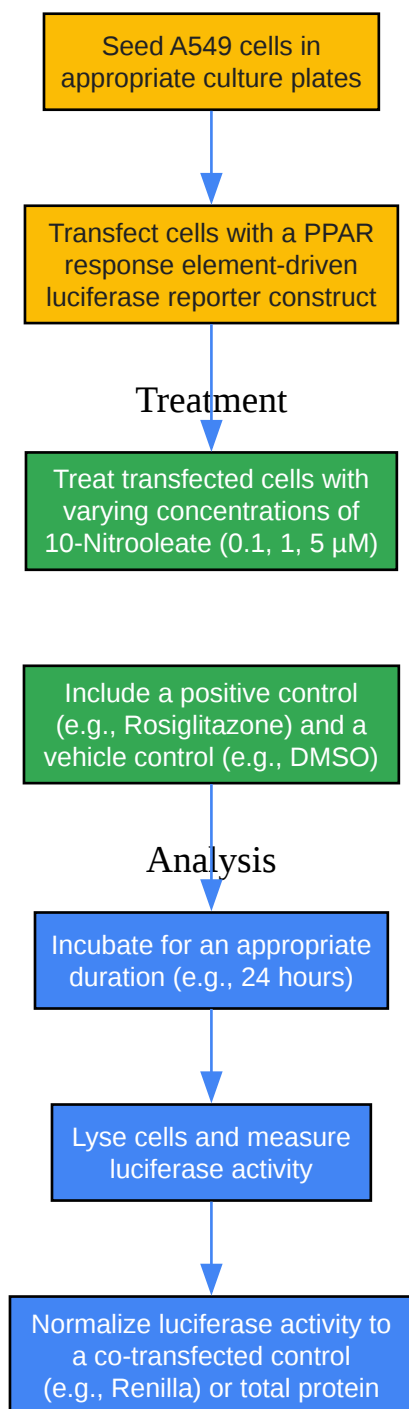 Seed A549 cells in
appropriate culture plates
Transfect cells with a PPAR
response element-driven
luciferase reporter construct
Treatment
Treat transfected cells with
varying concentrations of
10-Nitrooleate (0.1, 1, 5 µM)
Include a positive control
(e.g., Rosiglitazone) and a
vehicle control (e.g., DMSO)
Analysis
Incubate for an appropriate
duration (e.g., 24 hours)
Lyse cells and measure
luciferase activity
Normalize luciferase activity to
a co-transfected control
(e.g., Renilla) or total protein